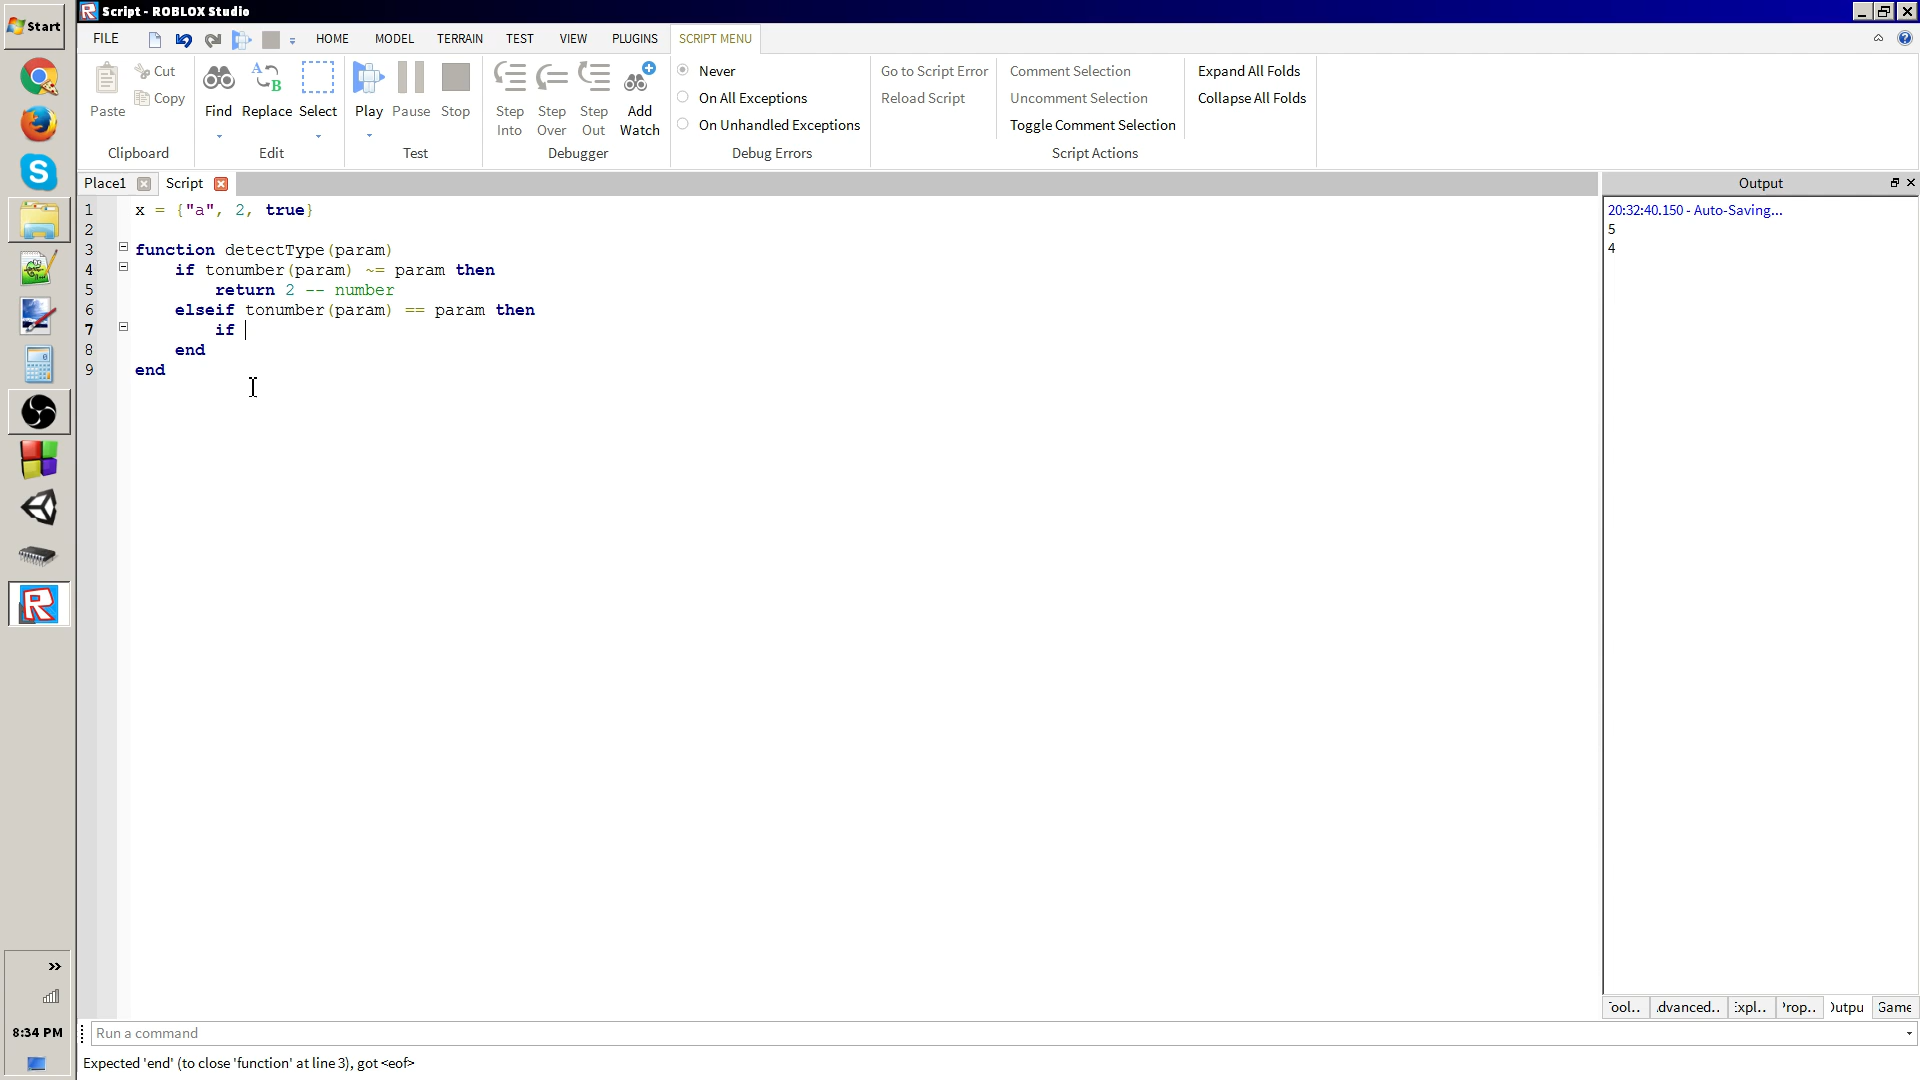 Start
Script - ROBLOX Studio
FILE HOME MODEL TERRAIN TEST VIEW PLUGINS SCRIPT MENU
Paste
Cut
Copy
Clipboard
Find
Replace
Select
Edit
Play
Pause
Stop
Test
Step Into
Step Over
Step Out
Add Watch
Debugger
Never
On All Exceptions
On Unhandled Exceptions
Debug Errors
Go to Script Error
Reload Script
Comment Selection
Uncomment Selection
Toggle Comment Selection
Script Actions
Expand All Folds
Collapse All Folds
Place1
Script
Output
1 x = {"a", 2, true}
2
3 function detectType(param)
4 if tonumber(param) ~= param then
5 return 2 -- number
6 elseif tonumber(param) == param then
7 if
8 end
9 end
20:32:40.150 - Auto-Saving...
5
4
ool.. dvanced.. Expl.. Prop.. Outpu Game
Run a command
Expected 'end' (to close 'function' at line 3), got <eof>
8:34 PM